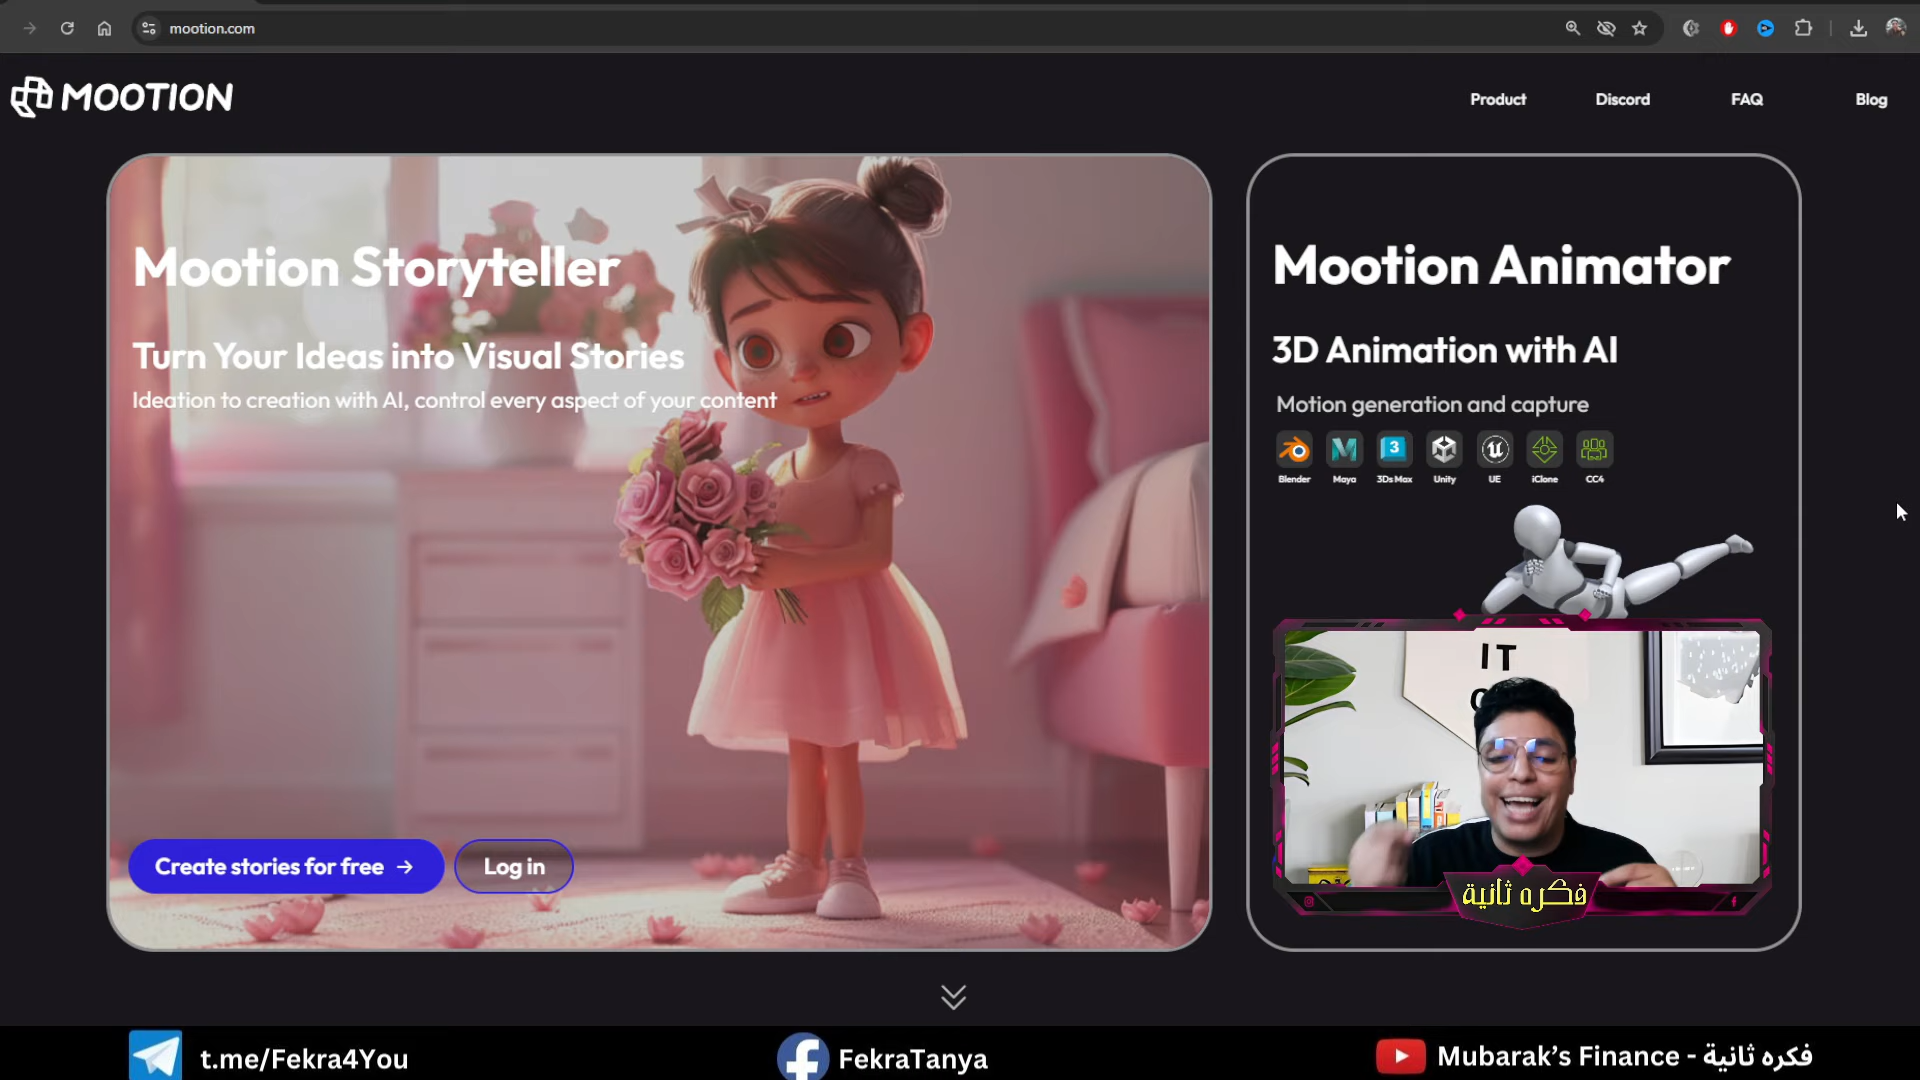 mootion.com
MOOTION
Product
Discord
FAQ
Blog
Mootion Storyteller
Turn Your Ideas into Visual Stories
Ideation to creation with AI, control every aspect of your content
Create stories for free →
Log in
Mootion Animator
3D Animation with AI
Motion generation and capture
3
Blender
Maya
3Ds Max
Unity
UE
iClone
CC4
IT
فكره ثانية
t.me/Fekra4You
FekraTanya
Mubarak's Finance - فكره ثانية